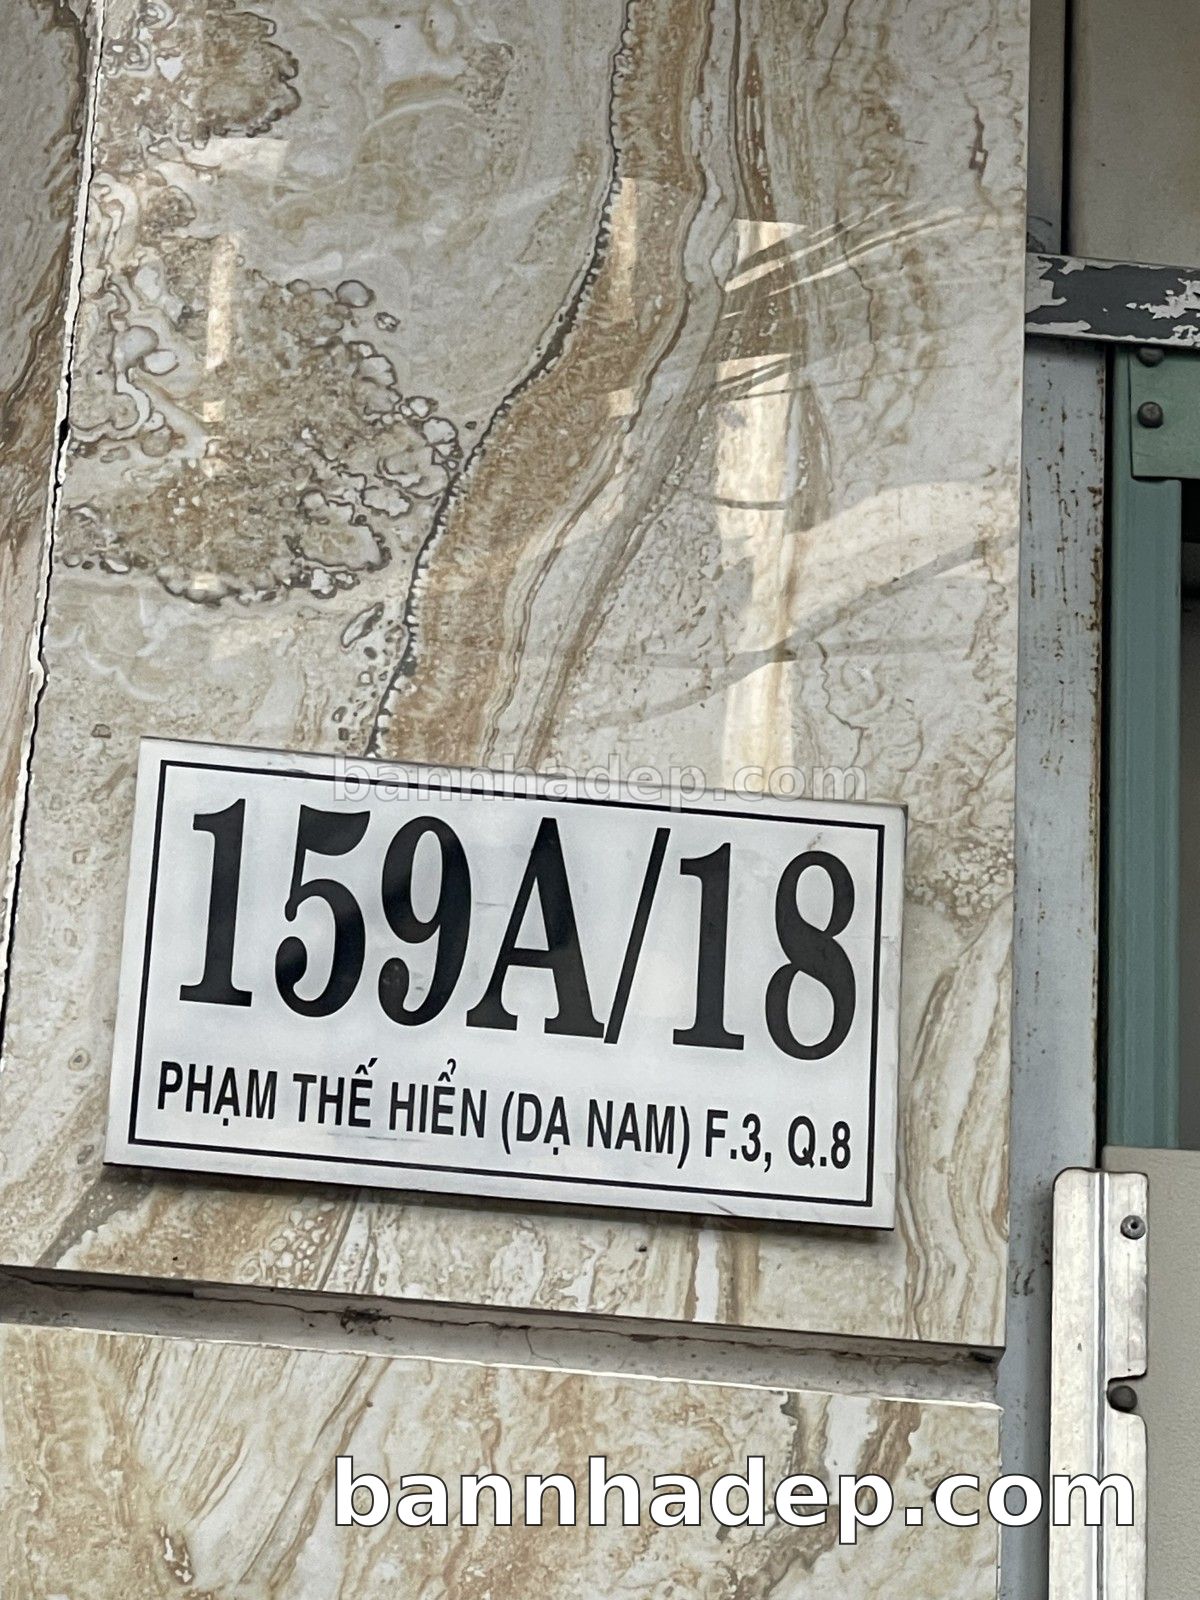 bannhadep.com
159A/18
PHẠM THẾ HIỂN (DẠ NAM) F.3, Q.8
bannhadep.com